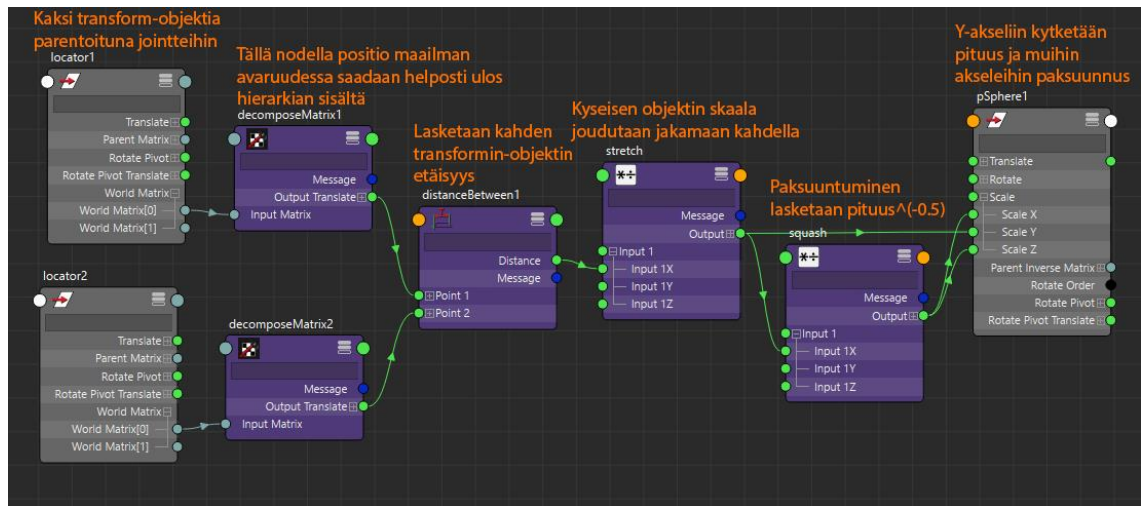 Kaksi transform-objektia
parentoituna jointteihin
locator1
Translate
Parent Matrix
Rotate Pivot
Rotate Pivot Translate
World Matrix
World Matrix[0]
World Matrix[1]
locator2
Translate
Parent Matrix
Rotate Pivot
Rotate Pivot Translate
World Matrix
World Matrix[0]
World Matrix[1]
Tällä nodella positio maailman
avaruudessa saadaan helposti ulos
hierarkian sisältä
decomposeMatrix1
Message
Output Translate
Input Matrix
decomposeMatrix2
Message
Output Translate
Input Matrix
Lasketaan kahden
transformin-objektin
etäisyys
distanceBetween1
Distance
Message
Point 1
Point 2
Kyseisen objektin skaala
joudutaan jakamaan kahdella
stretch
Message
Output
Input 1
Input 1X
Input 1Y
Input 1Z
Paksuuntuminen
lasketaan pituus^(-0.5)
squash
Message
Output
Input 1
Input 1X
Input 1Y
Input 1Z
Y-akseliin kytketään
pituus ja muihin
akseleihin paksuunnus
pSphere1
Translate
Rotate
Scale
Scale X
Scale Y
Scale Z
Parent Inverse Matrix
Rotate Order
Rotate Pivot
Rotate Pivot Translate